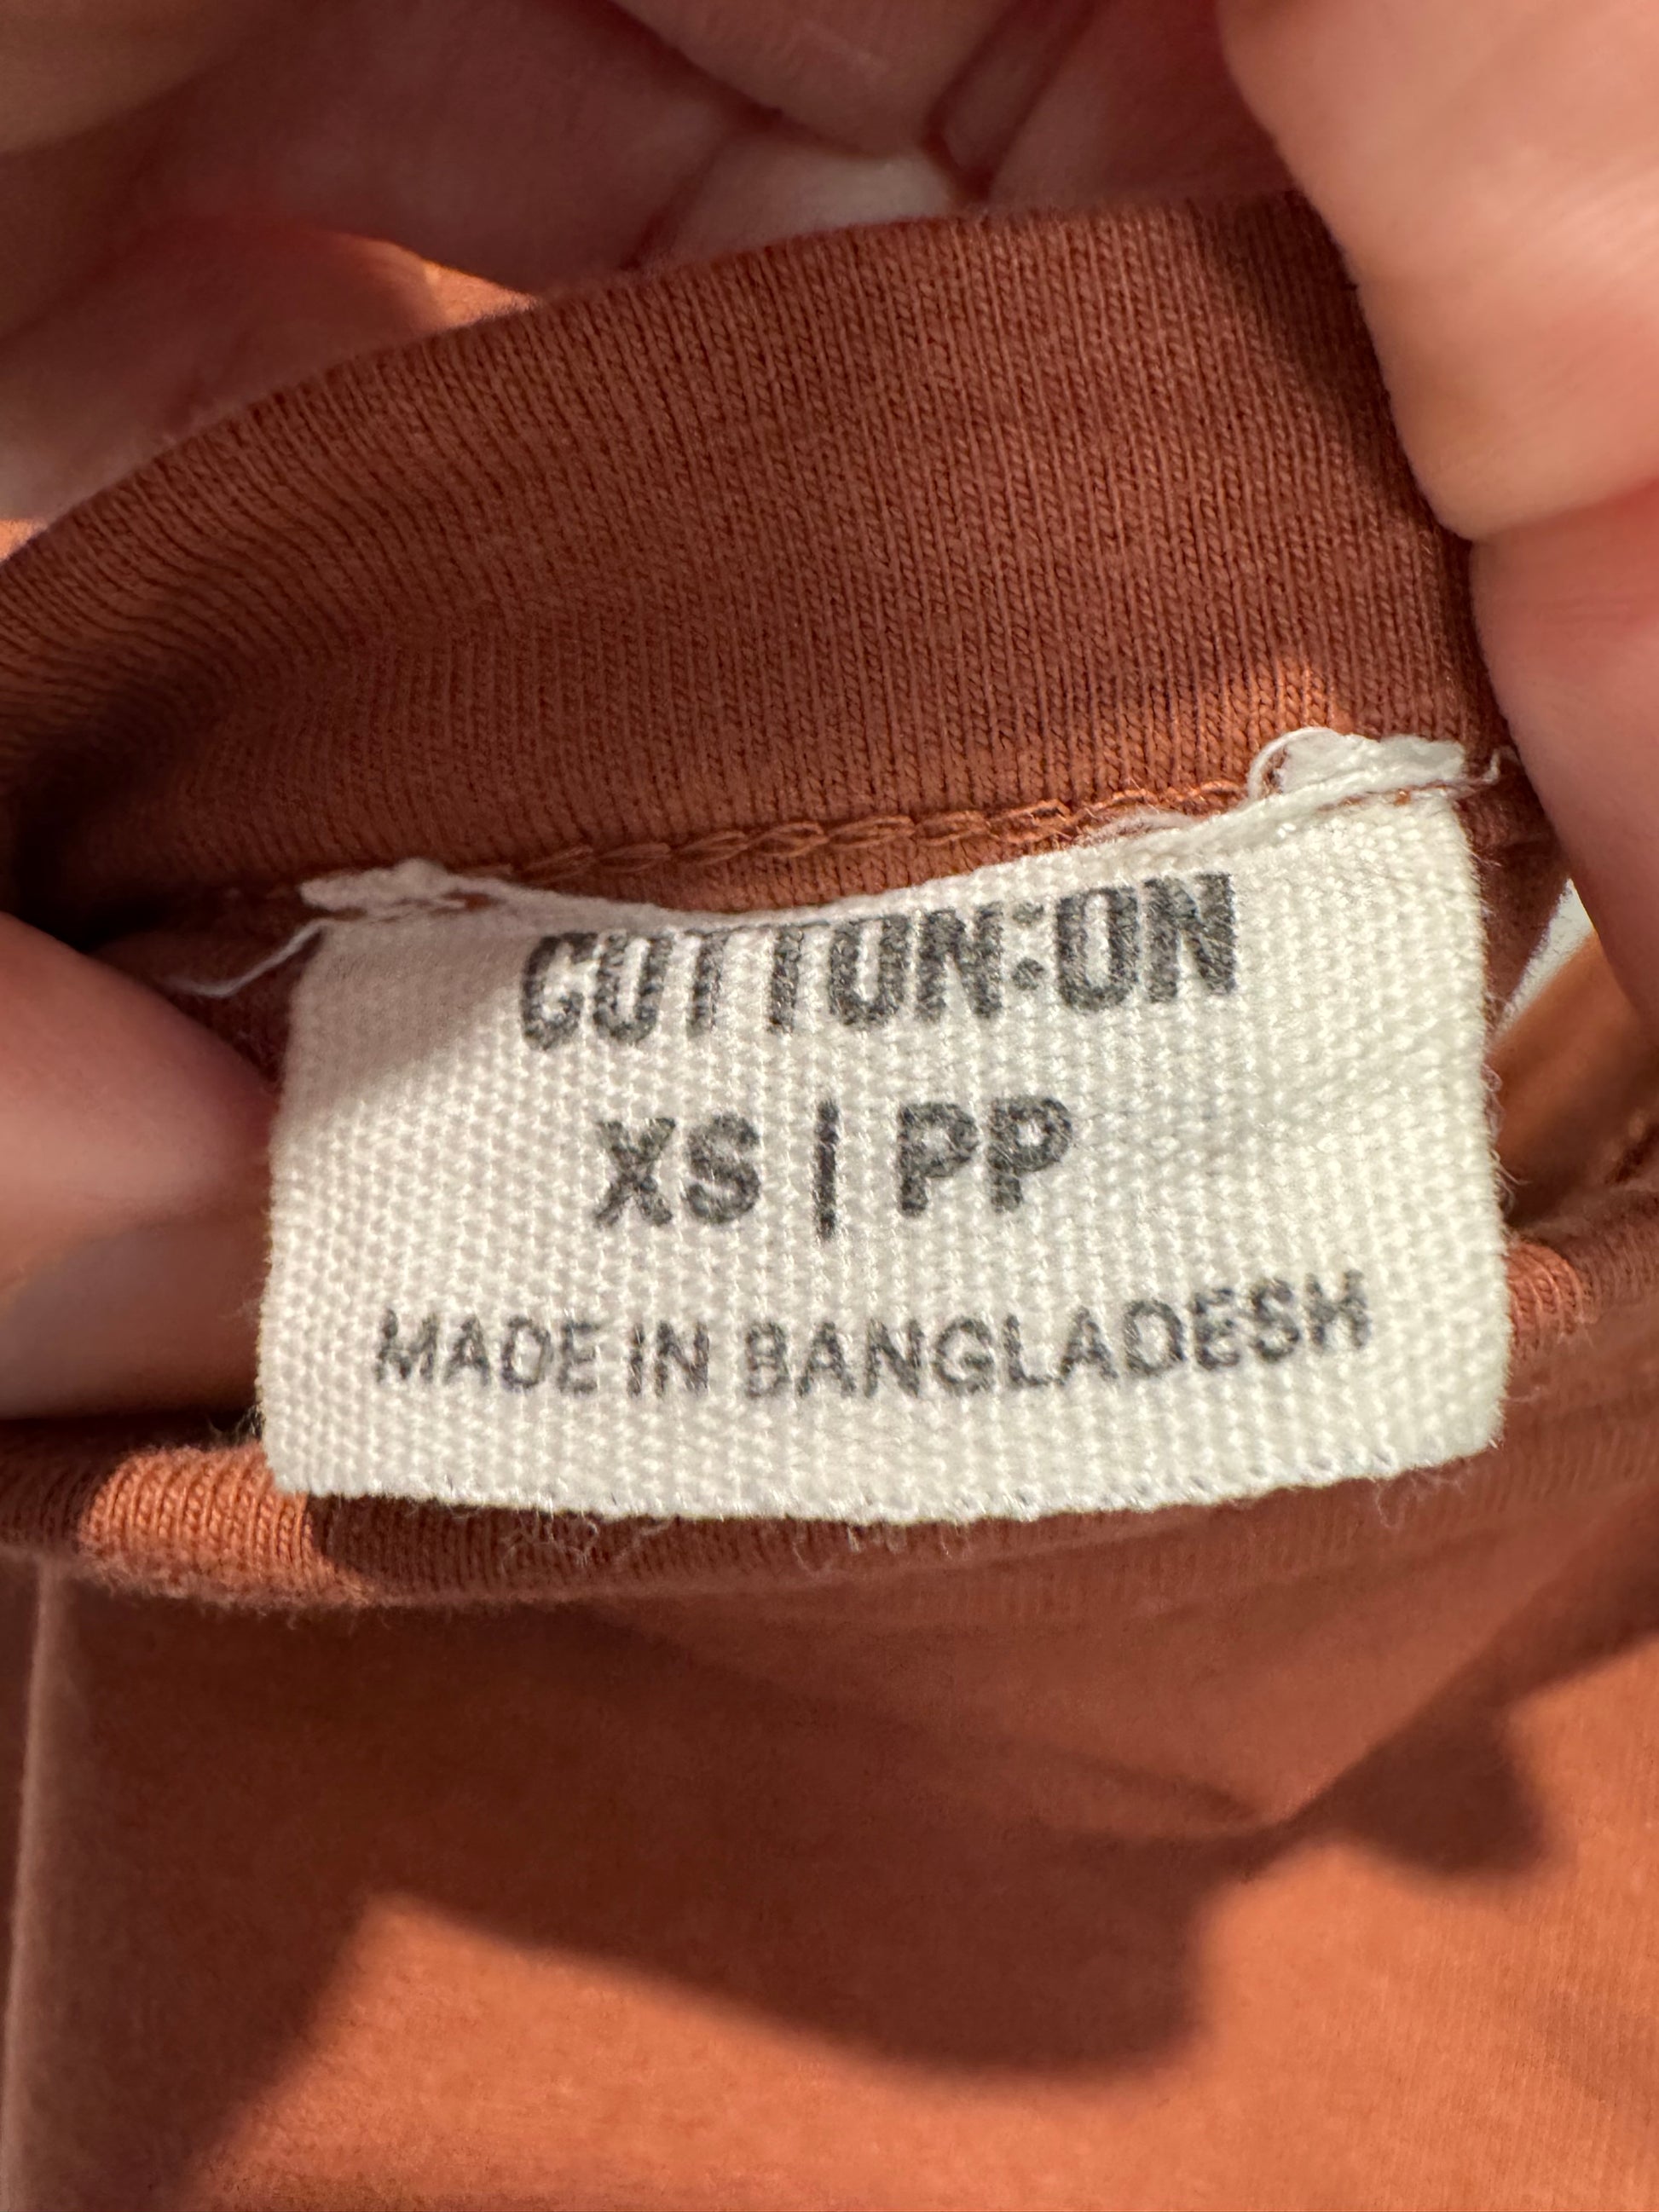 COTTON:ON
XS | PP
MADE IN BANGLADESH